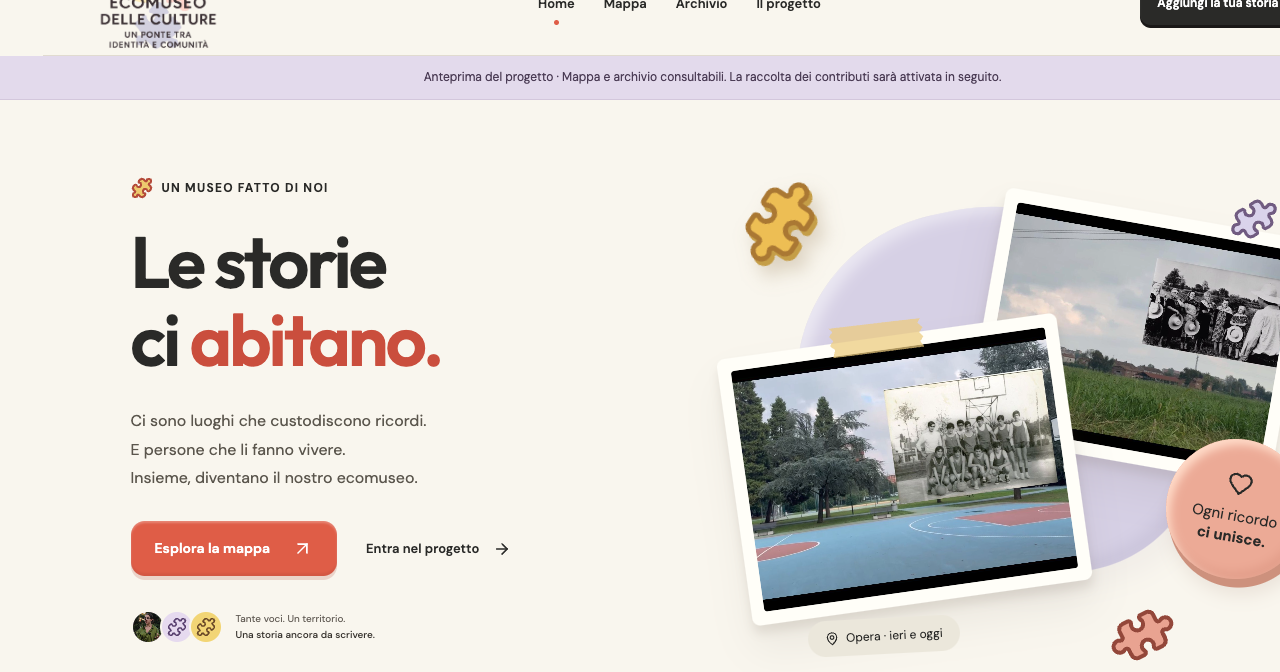 ECOMUSEO
DELLE CULTURE
UN PONTE TRA
IDENTITÀ E COMUNITÀ
Home
Mappa
Archivio
Il progetto
Aggiungi la tua storia
Anteprima del progetto · Mappa e archivio consultabili. La raccolta dei contributi sarà attivata in seguito.
UN MUSEO FATTO DI NOI
Le storie
ci abitano.
Ci sono luoghi che custodiscono ricordi.
E persone che li fanno vivere.
Insieme, diventano il nostro ecomuseo.
Esplora la mappa
Entra nel progetto
Tante voci. Un territorio.
Una storia ancora da scrivere.
Ogni ricordo
ci unisce.
Opera · ieri e oggi